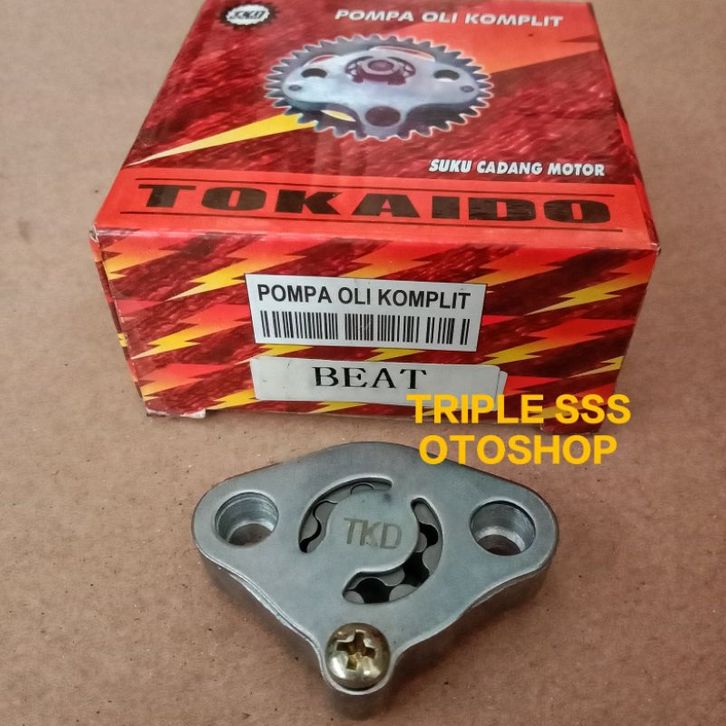 TKD
POMPA OLI KOMPLIT
SUKU CADANG MOTOR
TOKAIDO
POMPA OLI KOMPLIT
BEAT
TRIPLE SSS
OTOSHOP
TKD